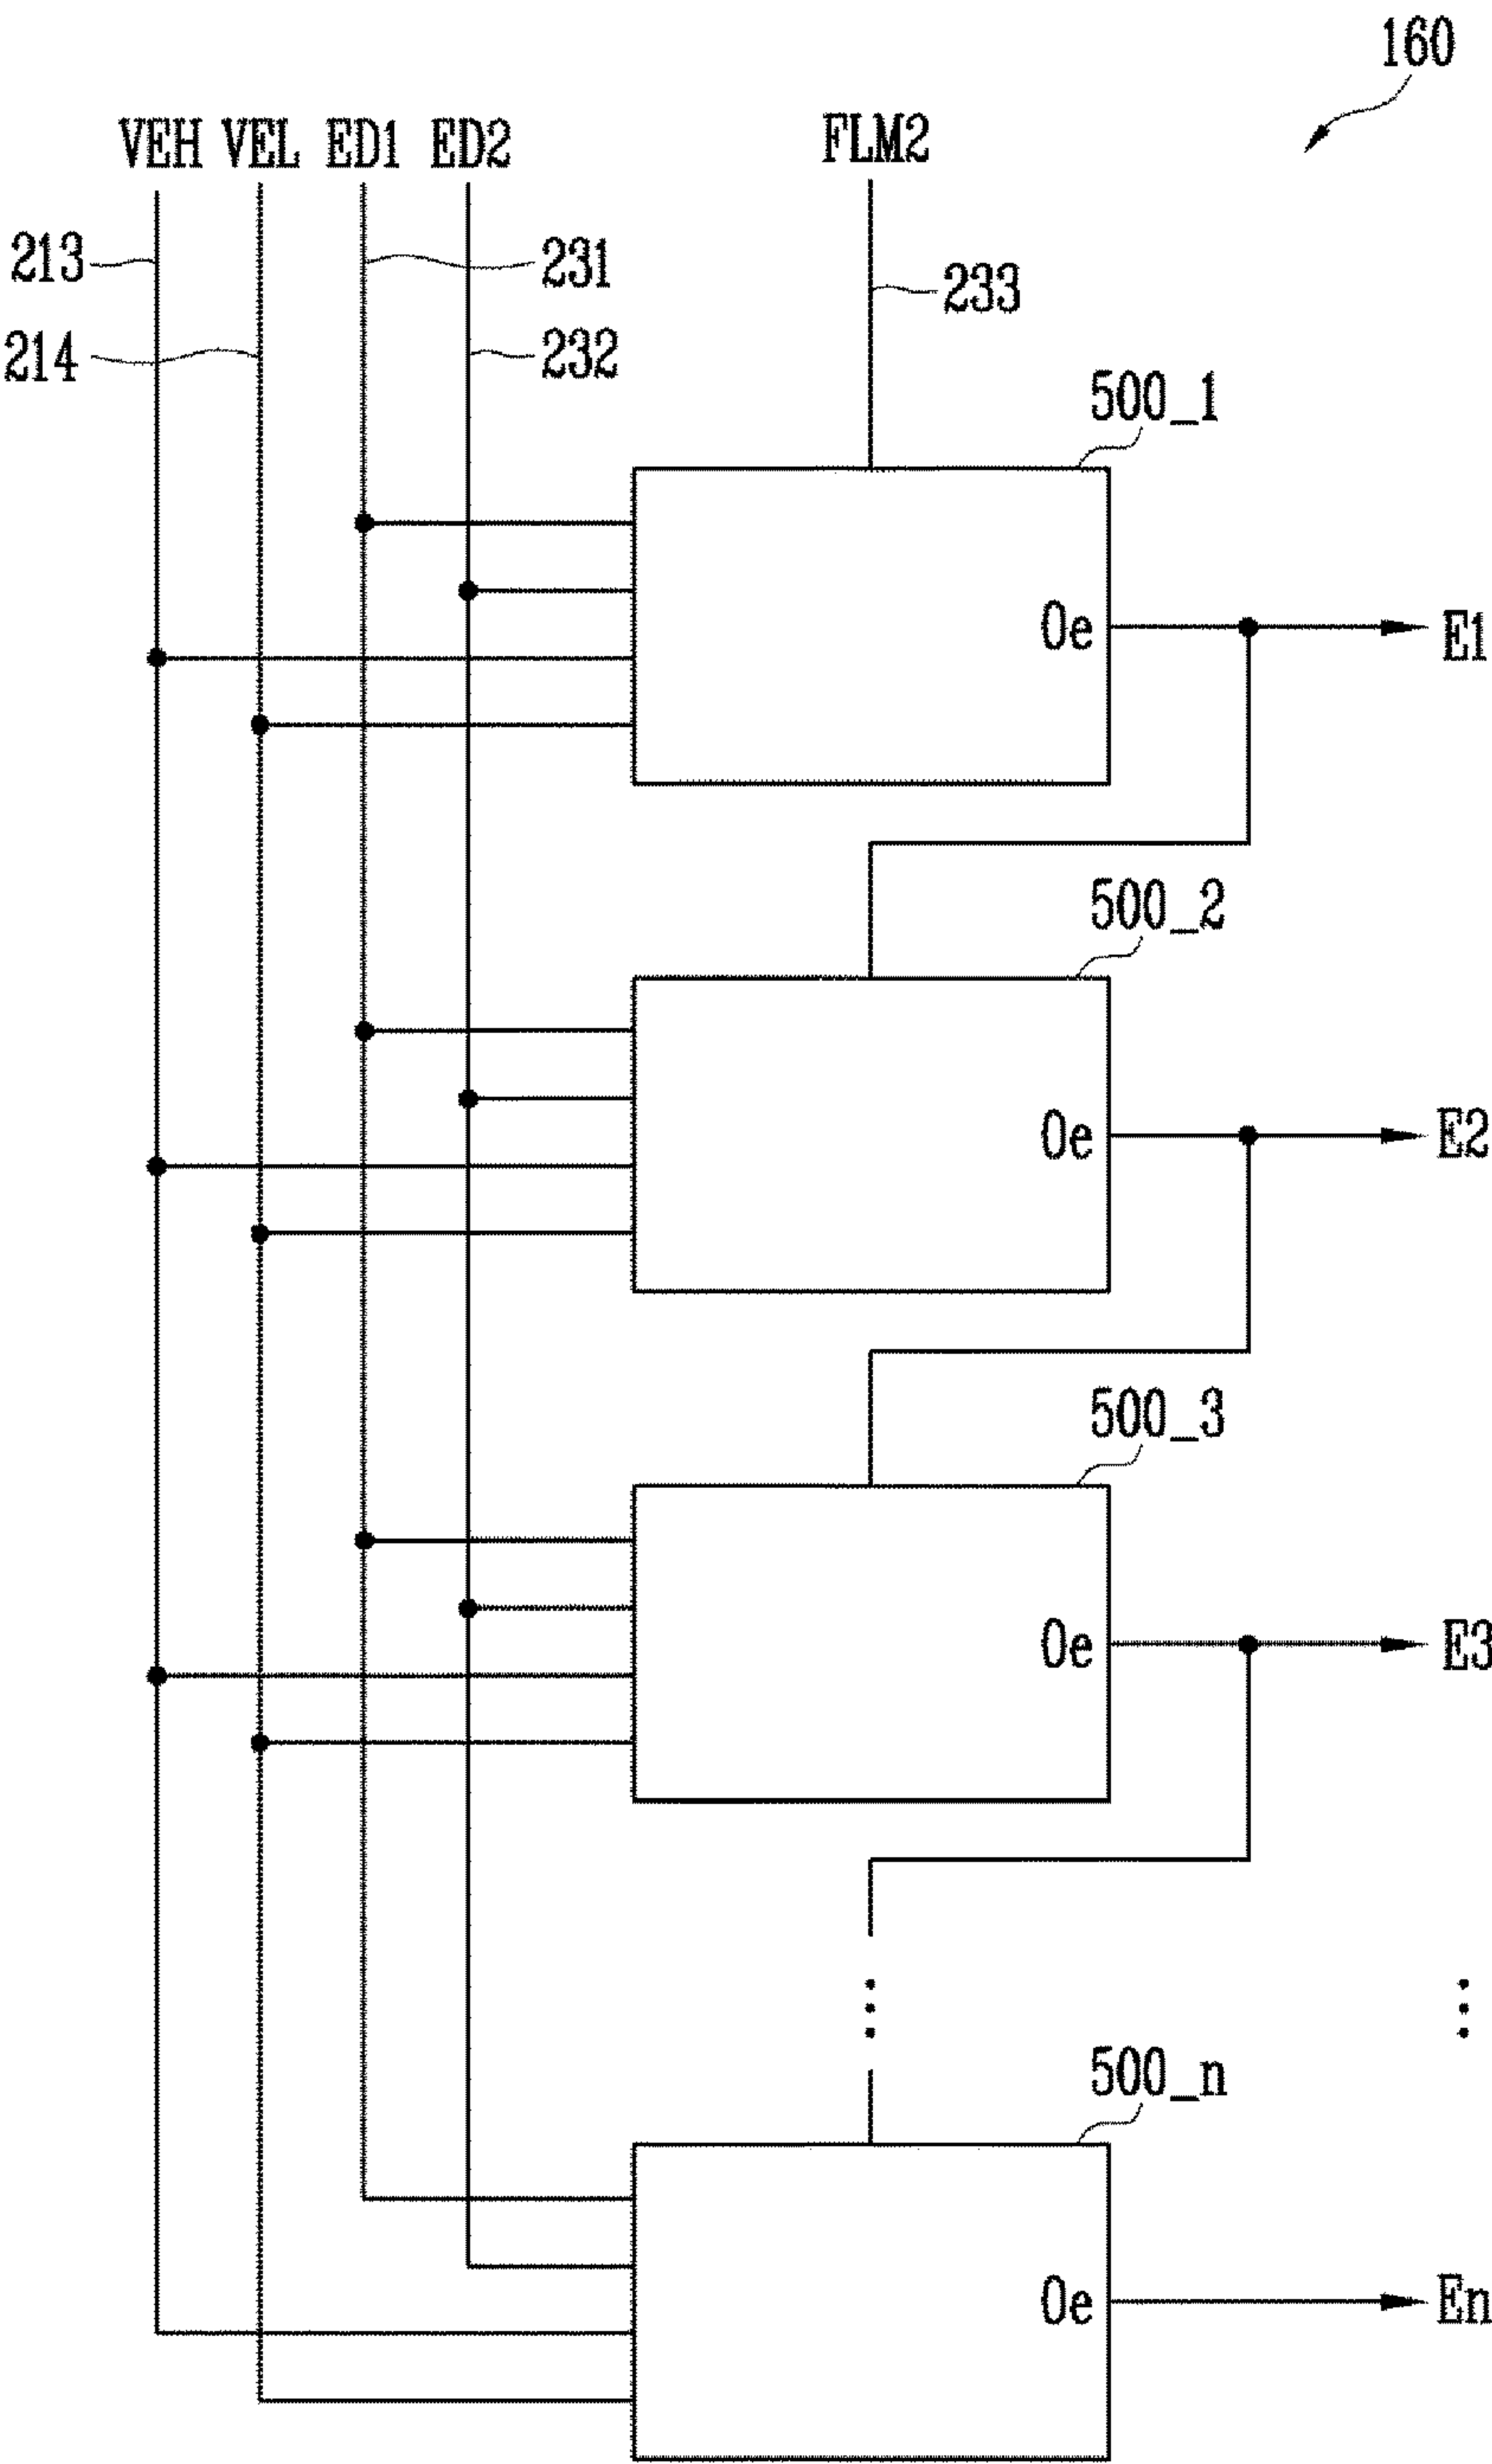 160
VEH VEL ED1 ED2 FLM2
213 231 233
214 232
500_1
Oe E1
500_2
Oe E2
500_3
Oe E3
500_n
Oe En